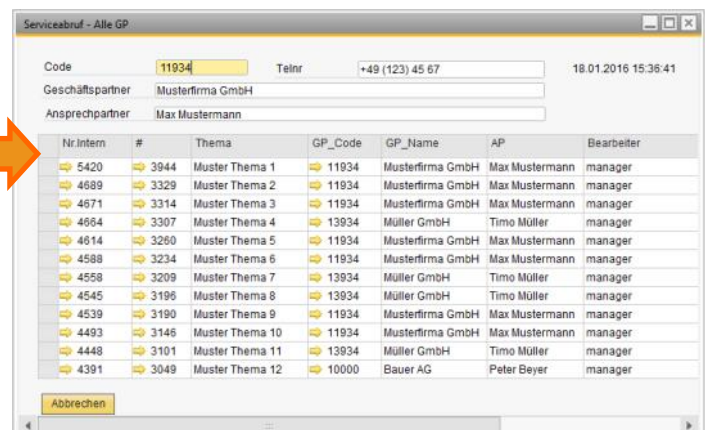 Serviceabruf - Alle GP
Code 11934 Telnr +49 (123) 45 67 18.01.2016 15:36:41
Geschäftspartner Musterfirma GmbH
Ansprechpartner Max Mustermann
Nr.Intern # Thema GP_Code GP_Name AP Bearbeiter
5420 3944 Muster Thema 1 11934 Musterfirma GmbH Max Mustermann manager
4689 3329 Muster Thema 2 11934 Musterfirma GmbH Max Mustermann manager
4671 3314 Muster Thema 3 11934 Musterfirma GmbH Max Mustermann manager
4664 3307 Muster Thema 4 13934 Müller GmbH Timo Müller manager
4614 3260 Muster Thema 5 11934 Musterfirma GmbH Max Mustermann manager
4588 3234 Muster Thema 6 11934 Musterfirma GmbH Max Mustermann manager
4558 3209 Muster Thema 7 13934 Müller GmbH Timo Müller manager
4545 3196 Muster Thema 8 13934 Müller GmbH Timo Müller manager
4539 3190 Muster Thema 9 11934 Musterfirma GmbH Max Mustermann manager
4493 3146 Muster Thema 10 11934 Musterfirma GmbH Max Mustermann manager
4448 3101 Muster Thema 11 13934 Müller GmbH Timo Müller manager
4391 3049 Muster Thema 12 10000 Bauer AG Peter Beyer manager
Abbrechen